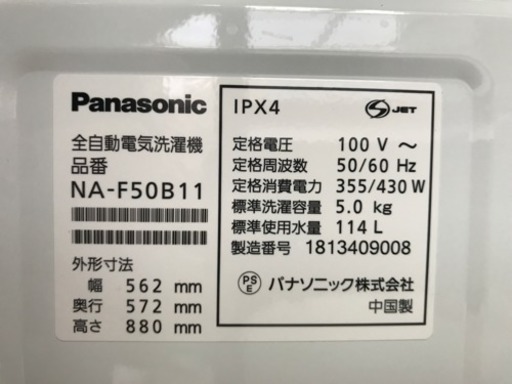 Panasonic
全自動電気洗濯機
品番
NA-F50B11
外形寸法
幅 562 mm
奥行 572 mm
高さ 880 mm
IPX4
S JET
定格電圧 100 V ～
定格周波数 50/60 Hz
定格消費電力 355/430 W
標準洗濯容量 5.0 kg
標準使用水量 114 L
製造番号 1813409008
PS
E パナソニック株式会社
中国製